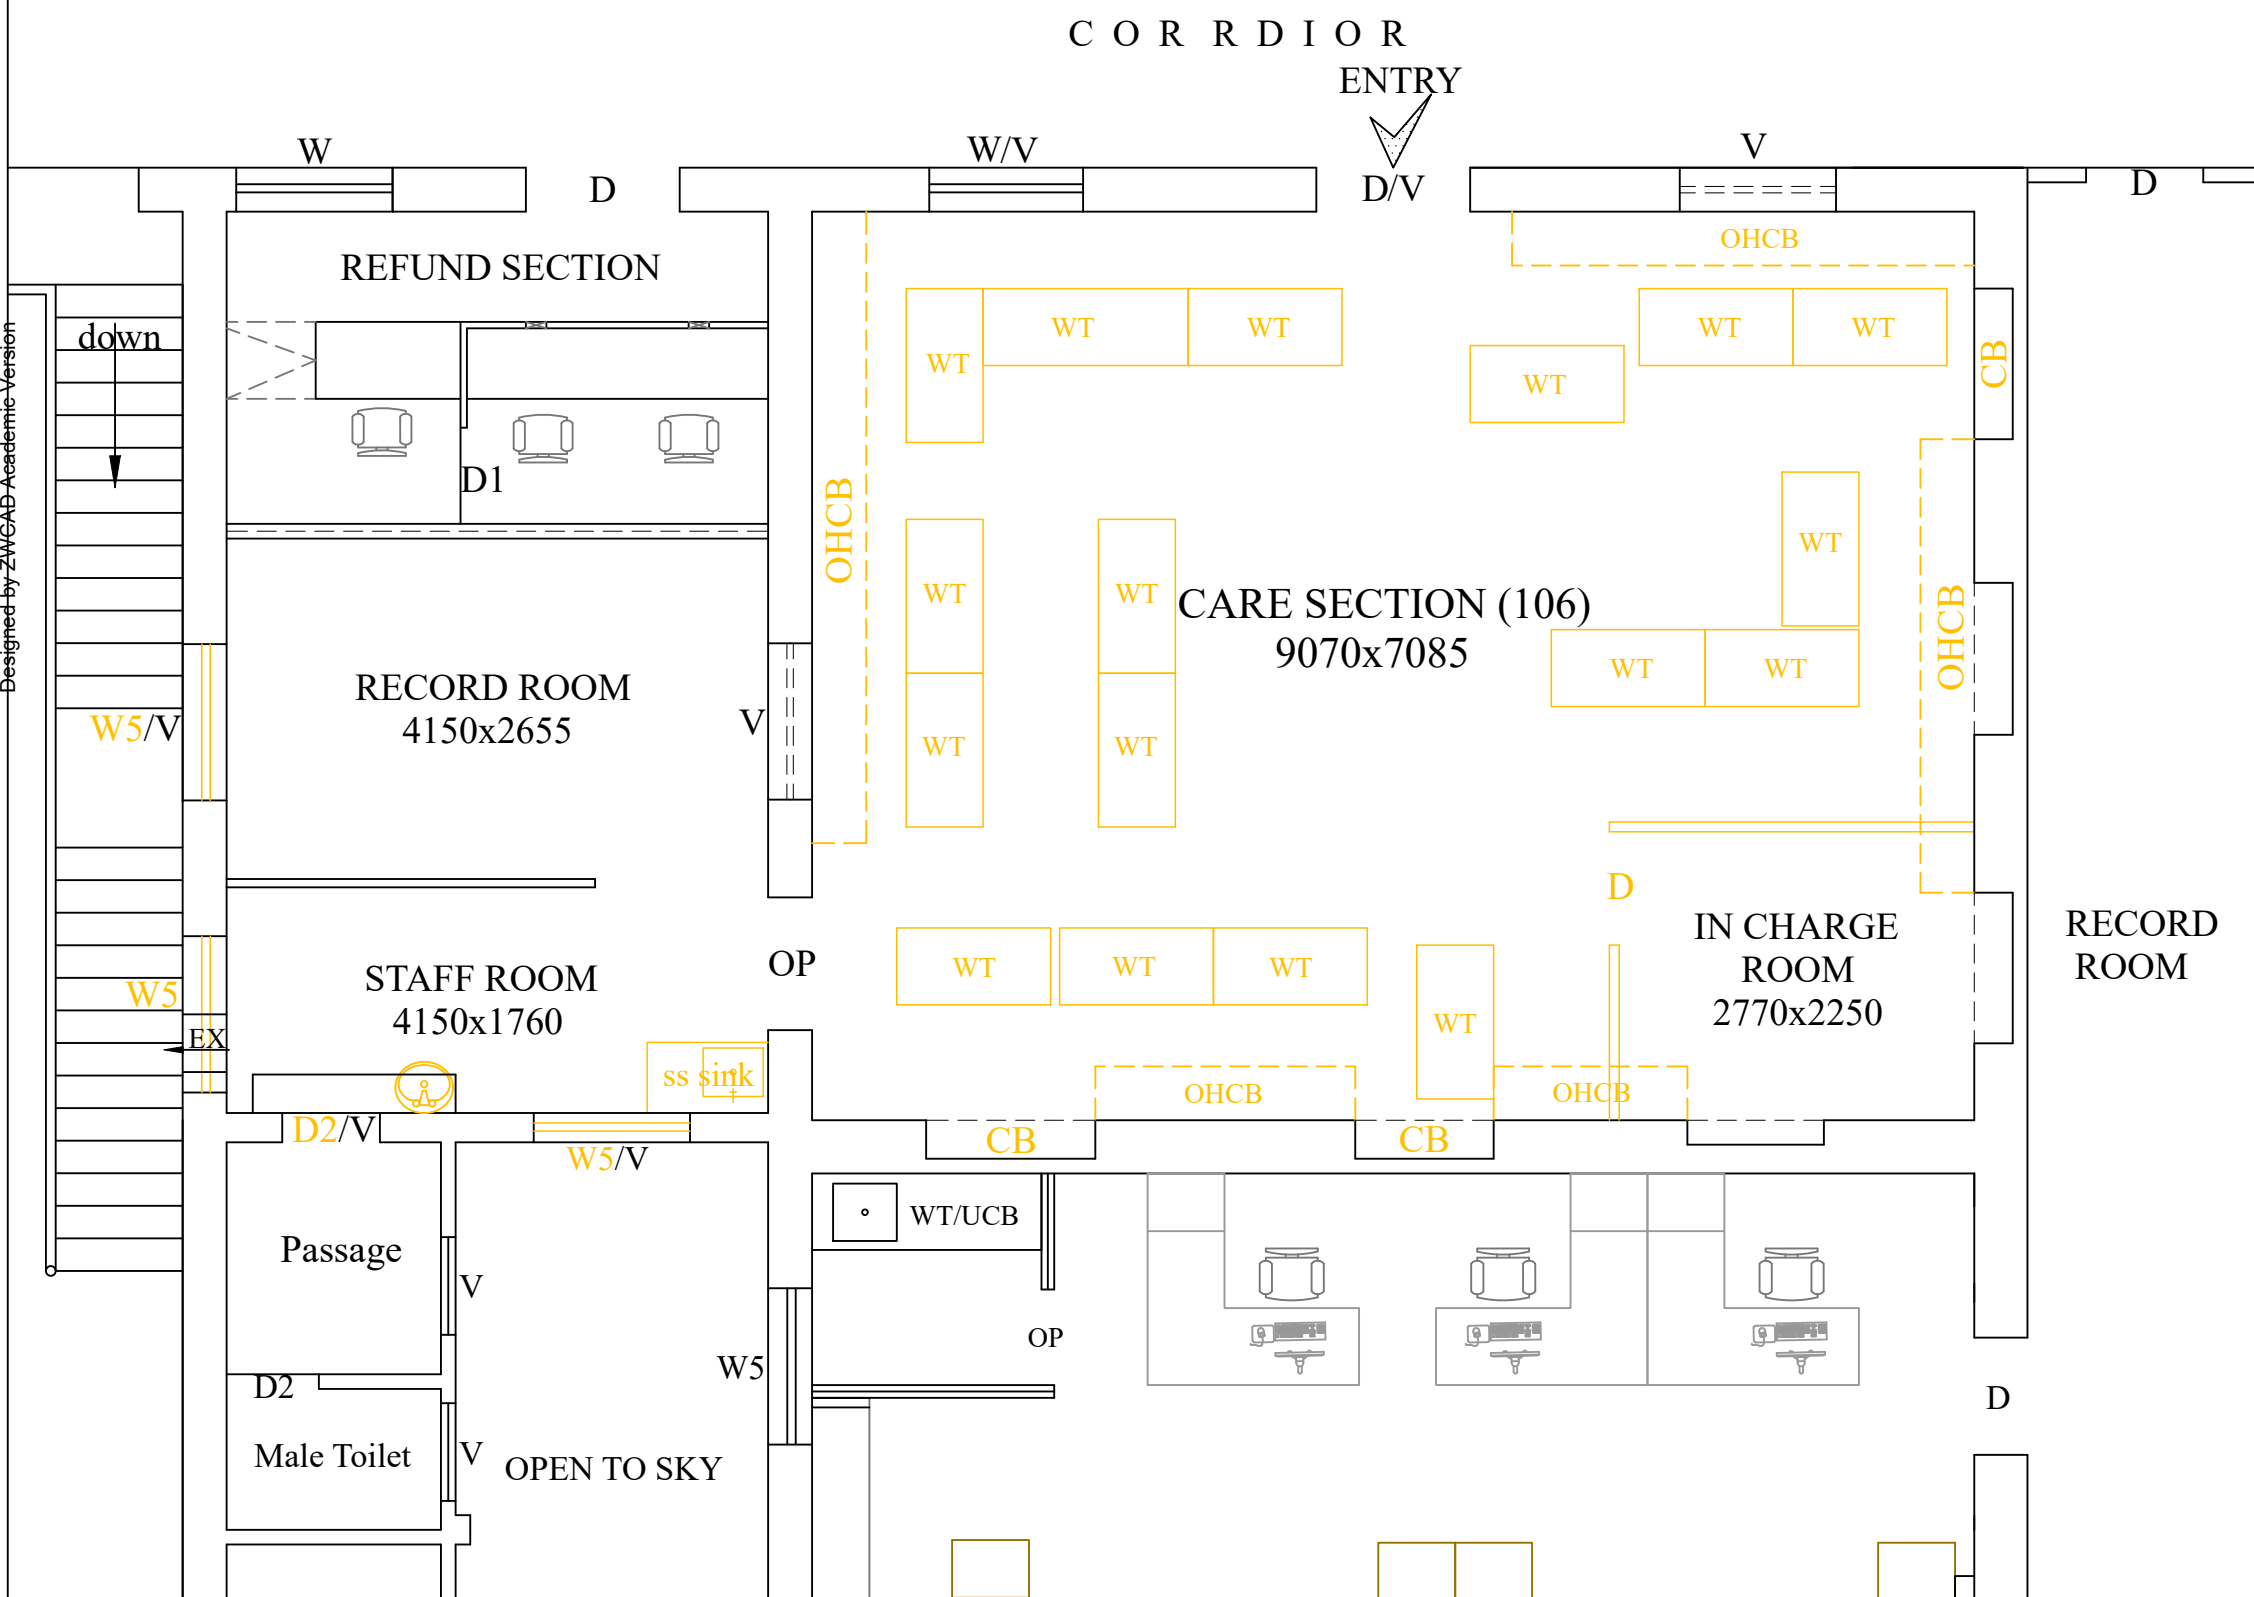 C O R R D I O R
ENTRY
W
W/V
V
D
D/V
D
OHCB
REFUND SECTION
down
WT
WT
WT
WT
WT
WT
CB
Designed by ZWCAD Academic Version
D1
OHCB
WT
WT
WT
CARE SECTION (106)
9070x7085
OHCB
WT
WT
RECORD ROOM
4150x2655
W5/V
V
WT
WT
D
IN CHARGE
ROOM
2770x2250
RECORD
ROOM
OP
WT
WT
WT
WT
STAFF ROOM
4150x1760
W5
EX
ss sink
OHCB
OHCB
D2/V
W5/V
CB
CB
WT/UCB
Passage
V
OP
W5
D2
D
Male Toilet
V
OPEN TO SKY